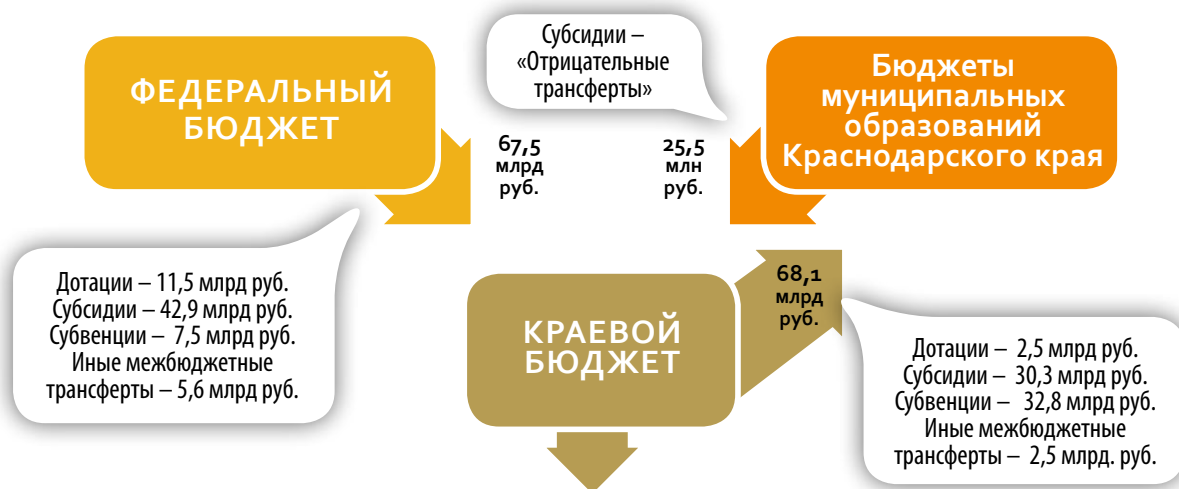 Субсидии –
«Отрицательные
трансферты»
ФЕДЕРАЛЬНЫЙ
БЮДЖЕТ
Бюджеты
муниципальных
образований
Краснодарского края
67,5
млрд
руб.
25,5
млн
руб.
Дотации – 11,5 млрд руб.
Субсидии – 42,9 млрд руб.
Субвенции – 7,5 млрд руб.
Иные межбюджетные
трансферты – 5,6 млрд руб.
КРАЕВОЙ
БЮДЖЕТ
68,1
млрд
руб.
Дотации – 2,5 млрд руб.
Субсидии – 30,3 млрд руб.
Субвенции – 32,8 млрд руб.
Иные межбюджетные
трансферты – 2,5 млрд. руб.